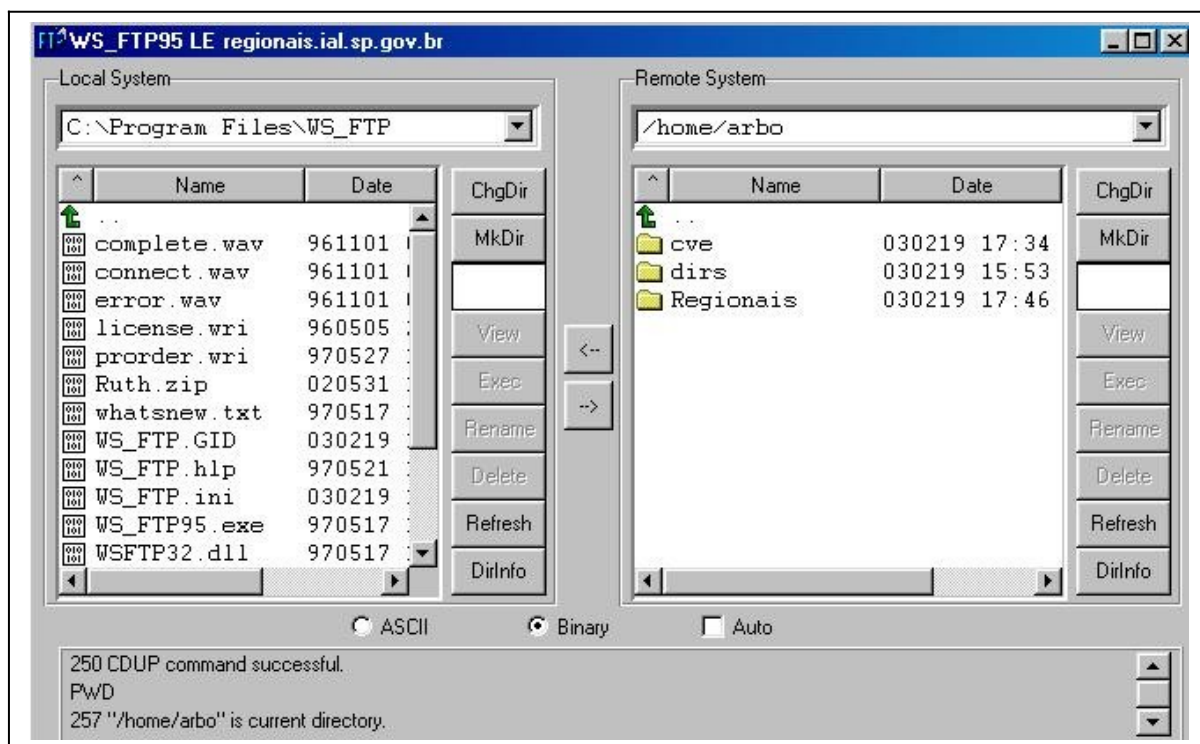 WS_FTP95 LE regionais.ial.sp.gov.br
Local System
C:\Program Files\WS_FTP
^ Name Date
..
complete.wav 961101
connect.wav 961101
error.wav 961101
license.wri 960505
prorder.wri 970527
Ruth.zip 020531
whatsnew.txt 970517
WS_FTP.GID 030219
WS_FTP.hlp 970521
WS_FTP.ini 030219
WS_FTP95.exe 970517
WSFTP32.dll 970517
ChgDir
MkDir
View
Exec
Rename
Delete
Refresh
DirInfo
<--
-->
Remote System
/home/arbo
^ Name Date
..
cve 030219 17:34
dirs 030219 15:53
Regionais 030219 17:46
ChgDir
MkDir
View
Exec
Rename
Delete
Refresh
DirInfo
ASCII Binary Auto
250 CDUP command successful.
PWD
257 "/home/arbo" is current directory.